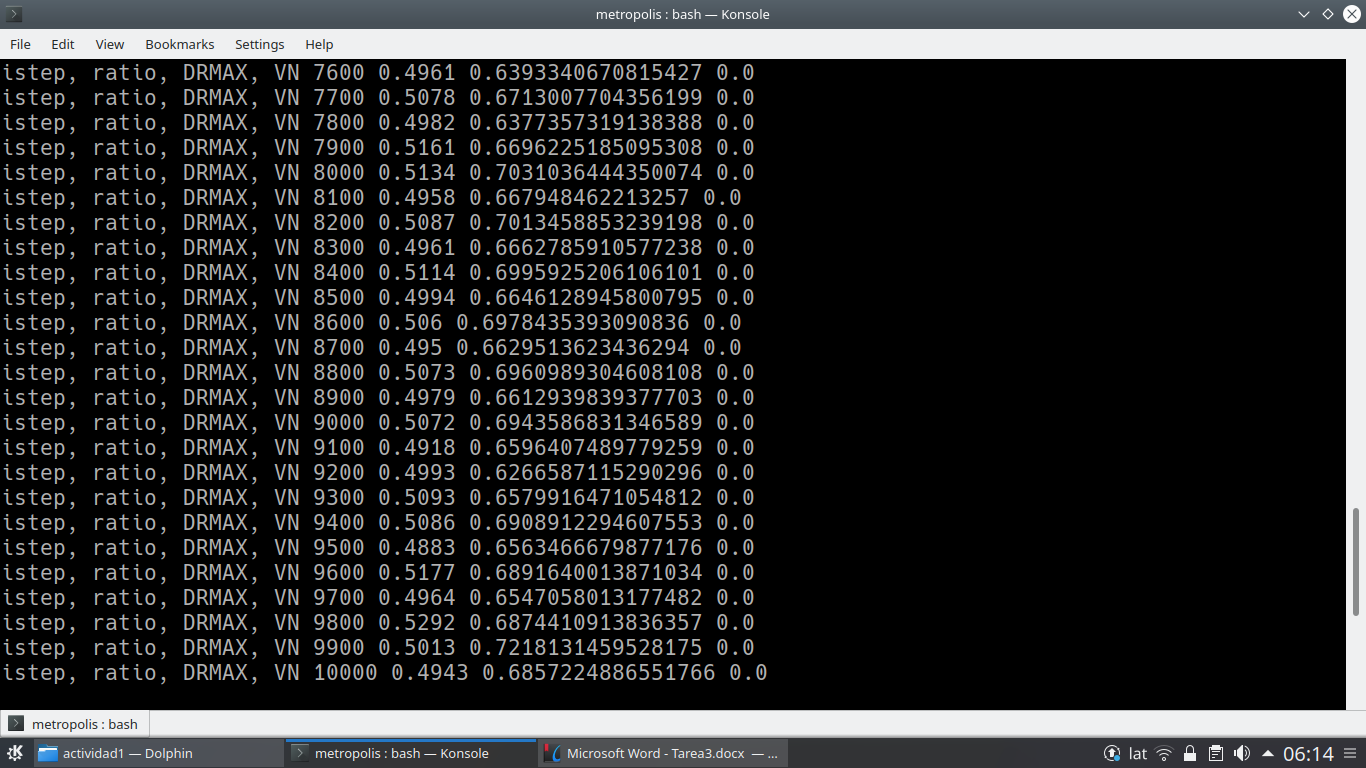 metropolis : bash — Konsole
File Edit View Bookmarks Settings Help
istep, ratio, DRMAX, VN 7600 0.4961 0.6393340670815427 0.0
istep, ratio, DRMAX, VN 7700 0.5078 0.6713007704356199 0.0
istep, ratio, DRMAX, VN 7800 0.4982 0.6377357319138388 0.0
istep, ratio, DRMAX, VN 7900 0.5161 0.6696225185095308 0.0
istep, ratio, DRMAX, VN 8000 0.5134 0.7031036444350074 0.0
istep, ratio, DRMAX, VN 8100 0.4958 0.667948462213257 0.0
istep, ratio, DRMAX, VN 8200 0.5087 0.7013458853239198 0.0
istep, ratio, DRMAX, VN 8300 0.4961 0.6662785910577238 0.0
istep, ratio, DRMAX, VN 8400 0.5114 0.6995925206106101 0.0
istep, ratio, DRMAX, VN 8500 0.4994 0.6646128945800795 0.0
istep, ratio, DRMAX, VN 8600 0.506 0.6978435393090836 0.0
istep, ratio, DRMAX, VN 8700 0.495 0.6629513623436294 0.0
istep, ratio, DRMAX, VN 8800 0.5073 0.6960989304608108 0.0
istep, ratio, DRMAX, VN 8900 0.4979 0.6612939839377703 0.0
istep, ratio, DRMAX, VN 9000 0.5072 0.6943586831346589 0.0
istep, ratio, DRMAX, VN 9100 0.4918 0.6596407489779259 0.0
istep, ratio, DRMAX, VN 9200 0.4993 0.6266587115290296 0.0
istep, ratio, DRMAX, VN 9300 0.5093 0.6579916471054812 0.0
istep, ratio, DRMAX, VN 9400 0.5086 0.6908912294607553 0.0
istep, ratio, DRMAX, VN 9500 0.4883 0.6563466679877176 0.0
istep, ratio, DRMAX, VN 9600 0.5177 0.6891640013871034 0.0
istep, ratio, DRMAX, VN 9700 0.4964 0.6547058013177482 0.0
istep, ratio, DRMAX, VN 9800 0.5292 0.6874410913836357 0.0
istep, ratio, DRMAX, VN 9900 0.5013 0.7218131459528175 0.0
istep, ratio, DRMAX, VN 10000 0.4943 0.6857224886551766 0.0
metropolis : bash
actividad1 — Dolphin metropolis : bash — Konsole Microsoft Word - Tarea3.docx — ... lat 06:14